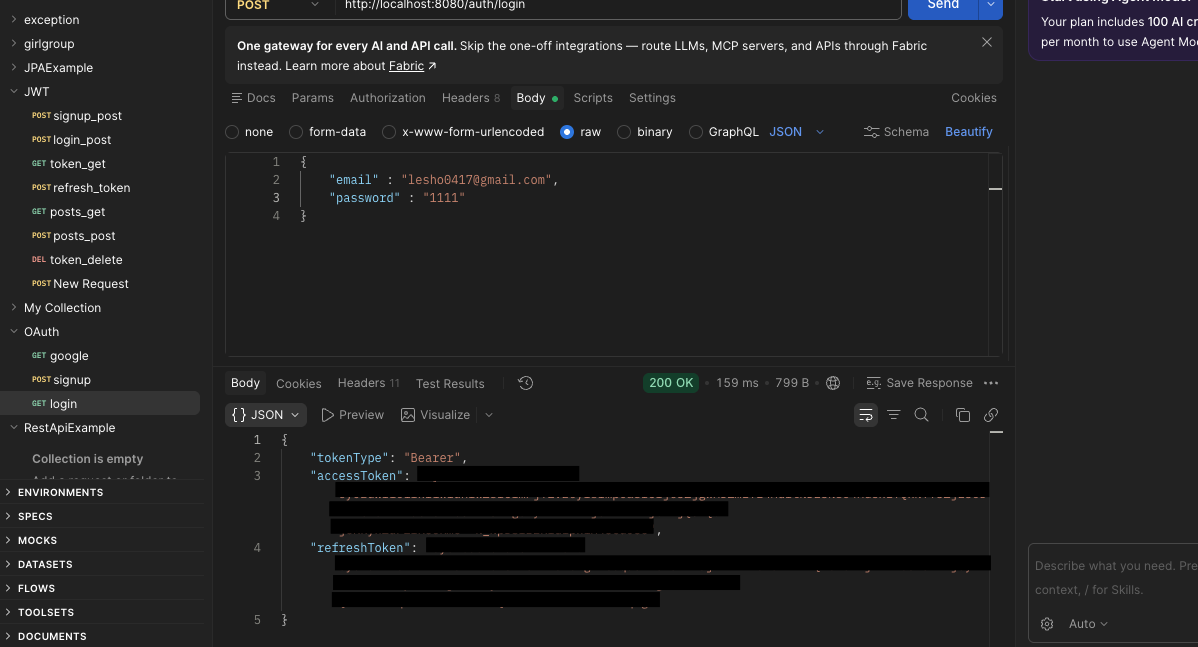 exception
girlgroup
JPAExample
JWT
POST signup_post
POST login_post
GET token_get
POST refresh_token
GET posts_get
POST posts_post
DEL token_delete
POST New Request
My Collection
OAuth
GET google
POST signup
GET login
RestApiExample
Collection is empty
ENVIRONMENTS
SPECS
MOCKS
DATASETS
FLOWS
TOOLSETS
DOCUMENTS
POST http://localhost:8080/auth/login Send
One gateway for every AI and API call. Skip the one-off integrations — route LLMs, MCP servers, and APIs through Fabric
instead. Learn more about Fabric ↗
Docs Params Authorization Headers 8 Body Scripts Settings Cookies
none form-data x-www-form-urlencoded raw binary GraphQL JSON Schema Beautify
1 {
2 "email" : "lesho0417@gmail.com",
3 "password" : "1111"
4 }
Body Cookies Headers 11 Test Results 200 OK • 159 ms • 799 B • e.g. Save Response •••
{} JSON Preview Visualize
1 {
2 "tokenType": "Bearer",
3 "accessToken":
4 "refreshToken":
5 }
Your plan includes 100 AI
per month to use Agent
Describe what you need.
context, / for Skills.
Auto